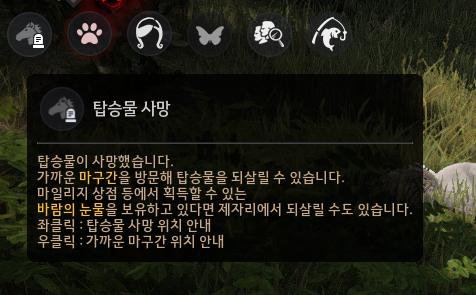 탑승물 사망
탑승물이 사망했습니다.
가까운 마구간을 방문해 탑승물을 되살릴 수 있습니다.
마일리지 상점 등에서 획득할 수 있는
바람의 눈물을 보유하고 있다면 제자리에서 되살릴 수도 있습니다.
좌클릭 : 탑승물 사망 위치 안내
우클릭 : 가까운 마구간 위치 안내